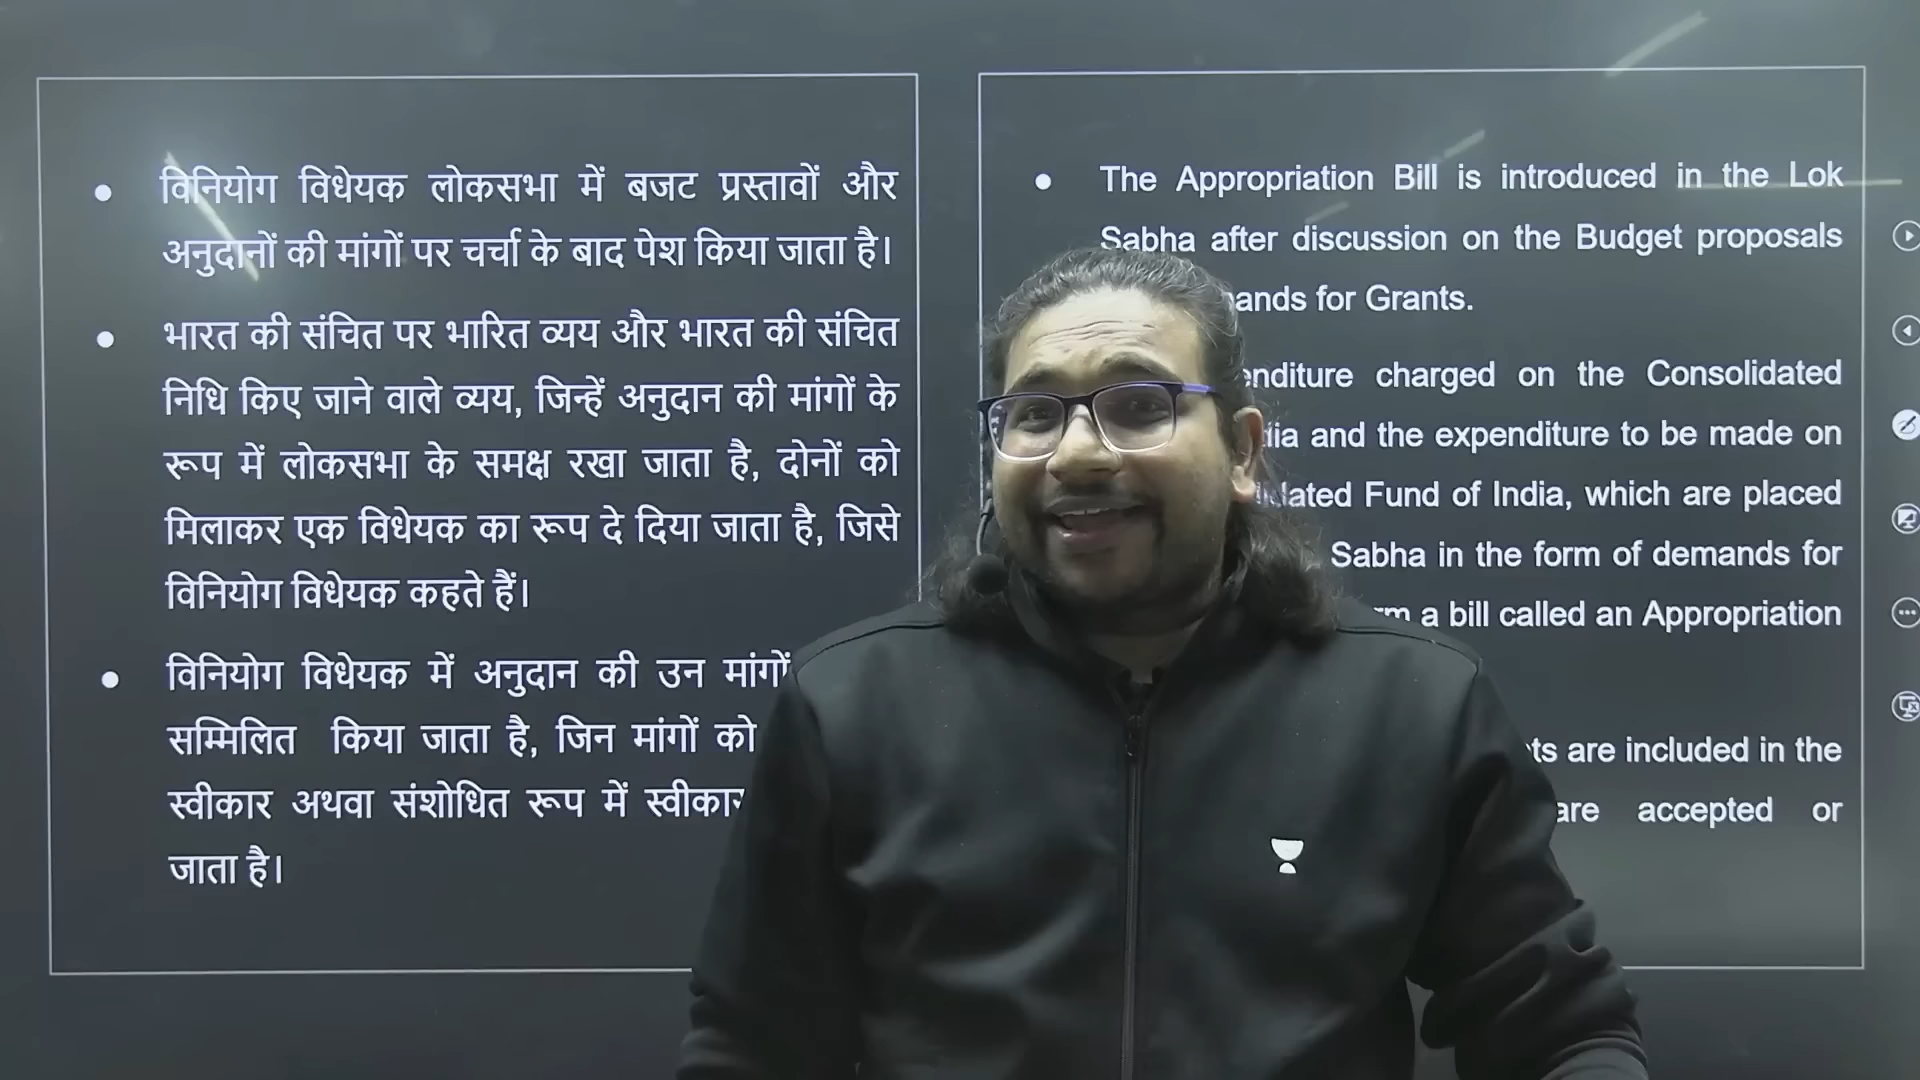 विनियोग विधेयक लोकसभा में बजट प्रस्तावों और
अनुदानों की मांगों पर चर्चा के बाद पेश किया जाता है।
भारत की संचित पर भारित व्यय और भारत की संचित
निधि किए जाने वाले व्यय, जिन्हें अनुदान की मांगों के
रूप में लोकसभा के समक्ष रखा जाता है, दोनों को
मिलाकर एक विधेयक का रूप दे दिया जाता है, जिसे
विनियोग विधेयक कहते हैं।
विनियोग विधेयक में अनुदान की उन मांगों
सम्मिलित किया जाता है, जिन मांगों को
स्वीकार अथवा संशोधित रूप में
जाता है।
The Appropriation Bill is introduced in the Lok
Sabha after discussion on the Budget proposals
for Grants.
charged on the Consolidated
and the expenditure to be made on
Fund of India, which are placed
Sabha in the form of demands for
a bill called an Appropriation
are included in the
are accepted or